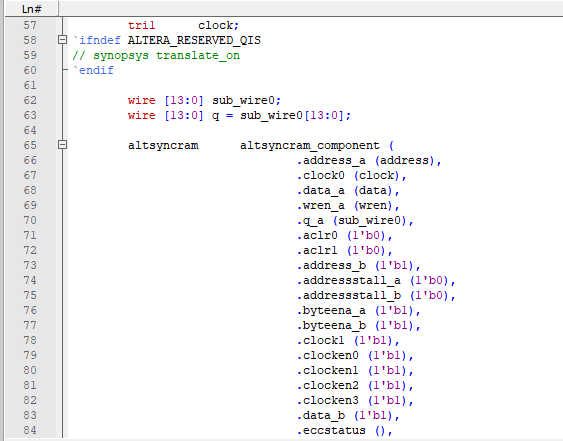 Ln#
57 tri1 clock;
58 `ifndef ALTERA_RESERVED_QIS
59 // synopsys translate_on
60 `endif
61
62 wire [13:0] sub_wire0;
63 wire [13:0] q = sub_wire0[13:0];
64
65 altsyncram altsyncram_component (
66 .address_a (address),
67 .clock0 (clock),
68 .data_a (data),
69 .wren_a (wren),
70 .q_a (sub_wire0),
71 .aclr0 (1'b0),
72 .aclr1 (1'b0),
73 .address_b (1'b1),
74 .addressstall_a (1'b0),
75 .addressstall_b (1'b0),
76 .byteena_a (1'b1),
77 .byteena_b (1'b1),
78 .clock1 (1'b1),
79 .clocken0 (1'b1),
80 .clocken1 (1'b1),
81 .clocken2 (1'b1),
82 .clocken3 (1'b1),
83 .data_b (1'b1),
84 .eccstatus (),